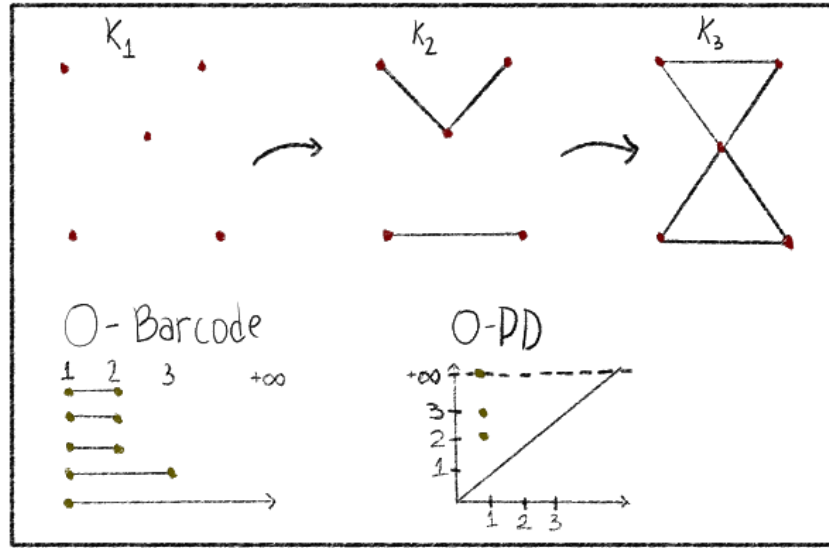 K₁ K₂ K₃
0 - Barcode
1 2 3 +∞
0-PD
+∞
3
2
1
1 2 3